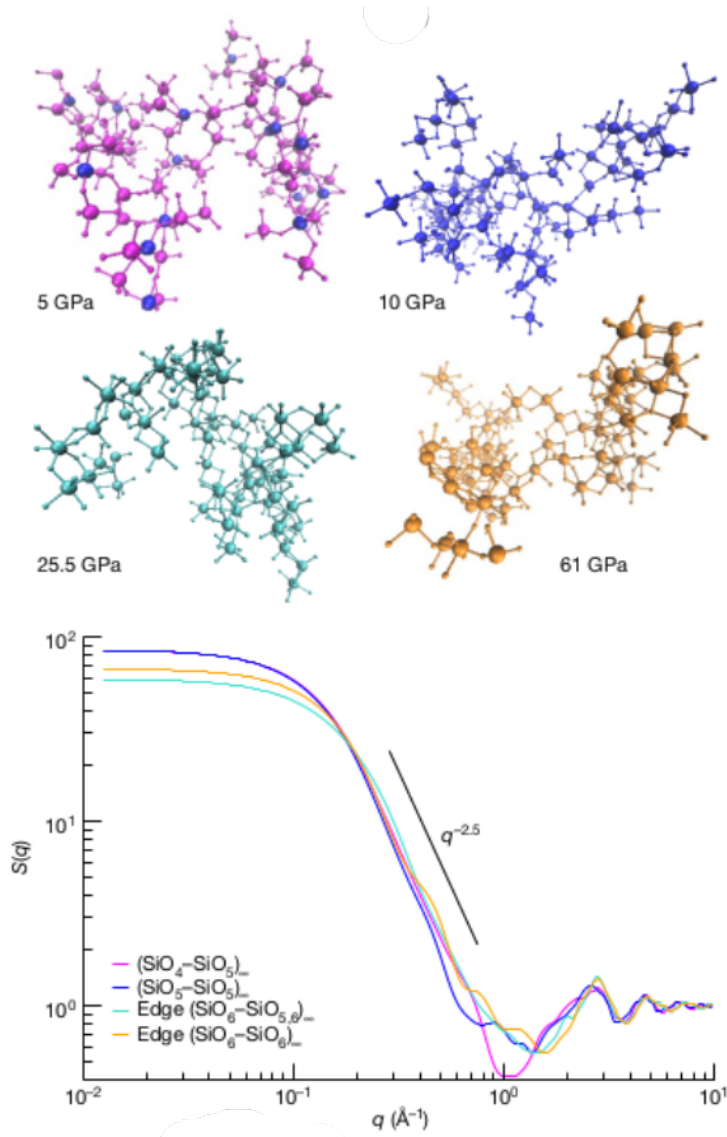 5 GPa
10 GPa
25.5 GPa
61 GPa
10²
10¹
10⁰
S(q)
q⁻²·⁵
(SiO₄–SiO₅)∞
(SiO₅–SiO₅)∞
Edge (SiO₆–SiO₅,₆)∞
Edge (SiO₆–SiO₆)∞
10⁻²
10⁻¹
10⁰
10¹
q (Å⁻¹)